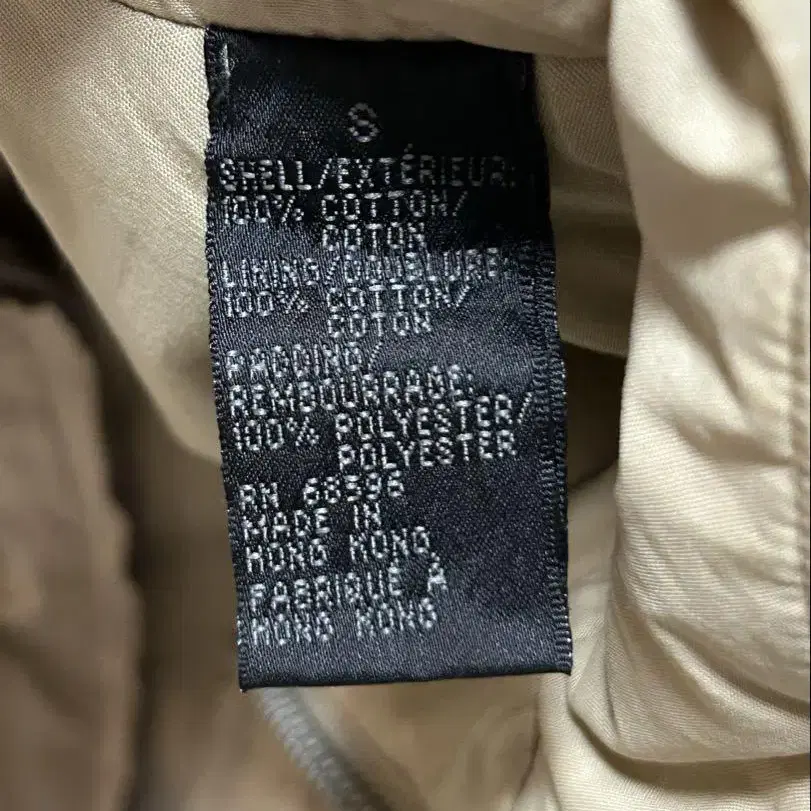 S
SHELL/EXTÉRIEUR:
100% COTTON/
COTON
LINING/DOUBLURE:
100% COTTON/
COTON
PADDING/
REMBOURRAGE:
100% POLYESTER/
POLYESTER
RN 68596
MADE IN
HONG KONG
FABRIQUÉ À
HONG KONG